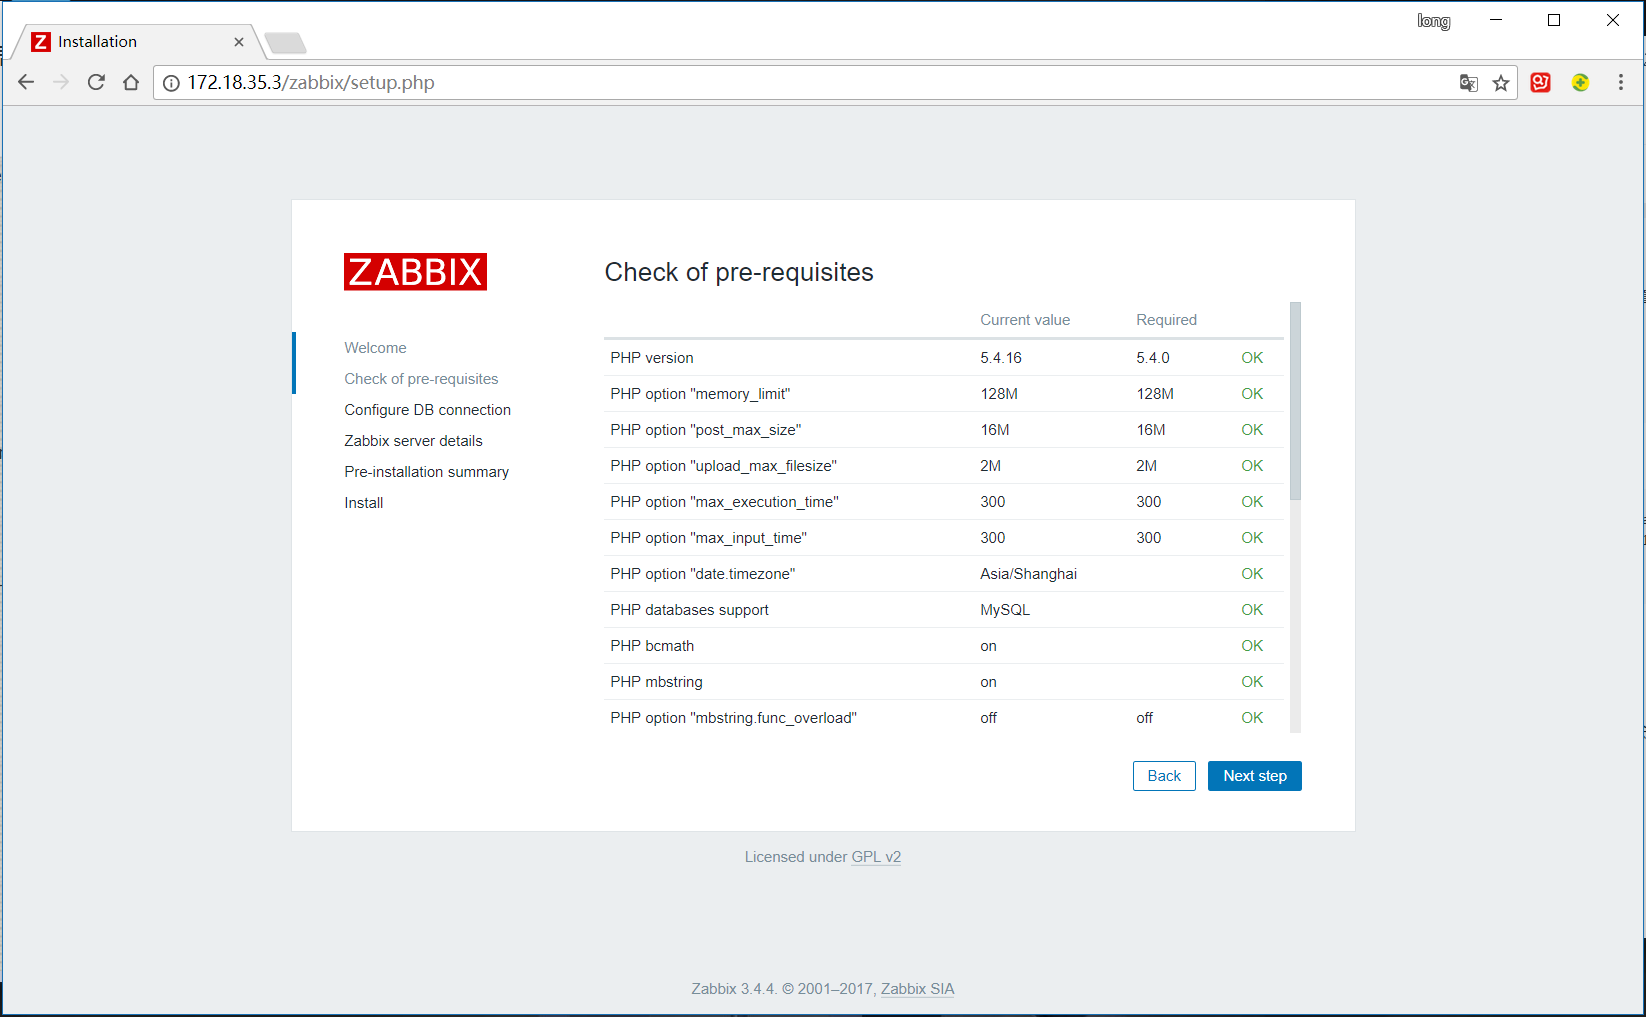 long
Z Installation
172.18.35.3/zabbix/setup.php
ZABBIX
Welcome
Check of pre-requisites
Configure DB connection
Zabbix server details
Pre-installation summary
Install
Check of pre-requisites
Current value Required
PHP version 5.4.16 5.4.0 OK
PHP option "memory_limit" 128M 128M OK
PHP option "post_max_size" 16M 16M OK
PHP option "upload_max_filesize" 2M 2M OK
PHP option "max_execution_time" 300 300 OK
PHP option "max_input_time" 300 300 OK
PHP option "date.timezone" Asia/Shanghai OK
PHP databases support MySQL OK
PHP bcmath on OK
PHP mbstring on OK
PHP option "mbstring.func_overload" off off OK
Back Next step
Licensed under GPL v2
Zabbix 3.4.4. © 2001–2017, Zabbix SIA